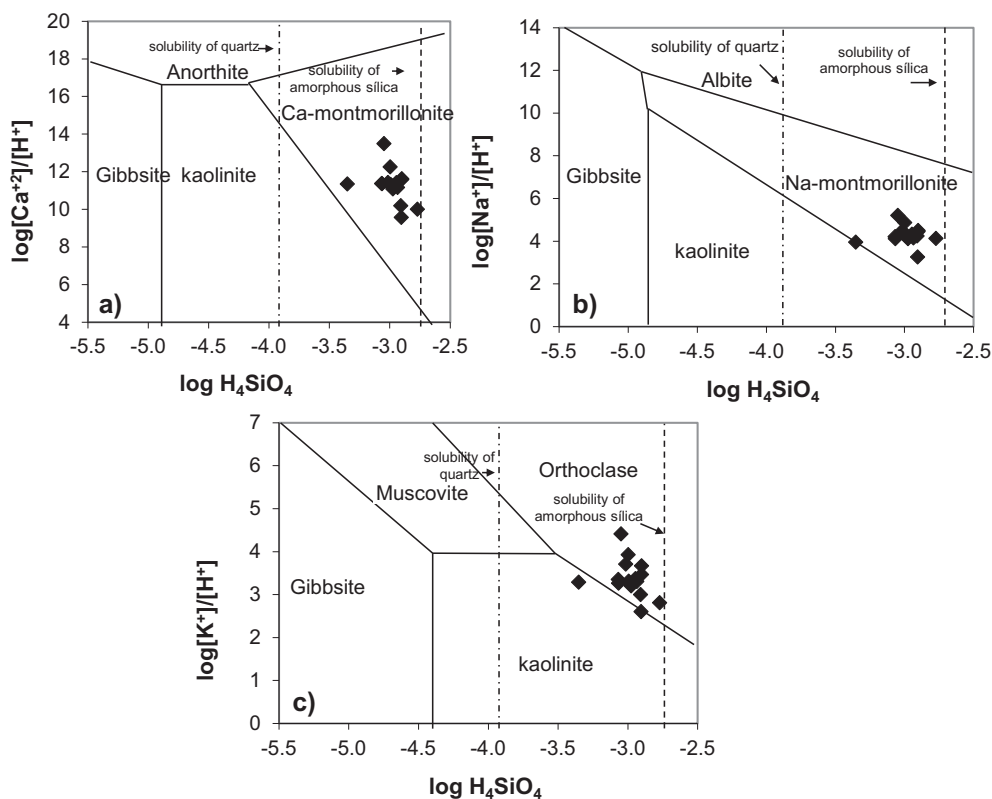 a)
20
18
16
14
12
10
8
6
4
log[Ca⁺²]/[H⁺]
solubility of quartz
Anorthite
solubility of
amorphous sílica
Ca-montmorillonite
Gibbsite
kaolinite
-5.5 -5.0 -4.5 -4.0 -3.5 -3.0 -2.5
log H₄SiO₄
b)
14
12
10
8
6
4
2
0
log[Na⁺]/[H⁺]
solubility of quartz
Albite
solubility of
amorphous sílica
Gibbsite
Na-montmorillonite
kaolinite
-5.5 -5.0 -4.5 -4.0 -3.5 -3.0 -2.5
log H₄SiO₄
c)
7
6
5
4
3
2
1
0
log[K⁺]/[H⁺]
solubility of
quartz
Orthoclase
Muscovite
solubility of
amorphous sílica
Gibbsite
kaolinite
-5.5 -5.0 -4.5 -4.0 -3.5 -3.0 -2.5
log H₄SiO₄